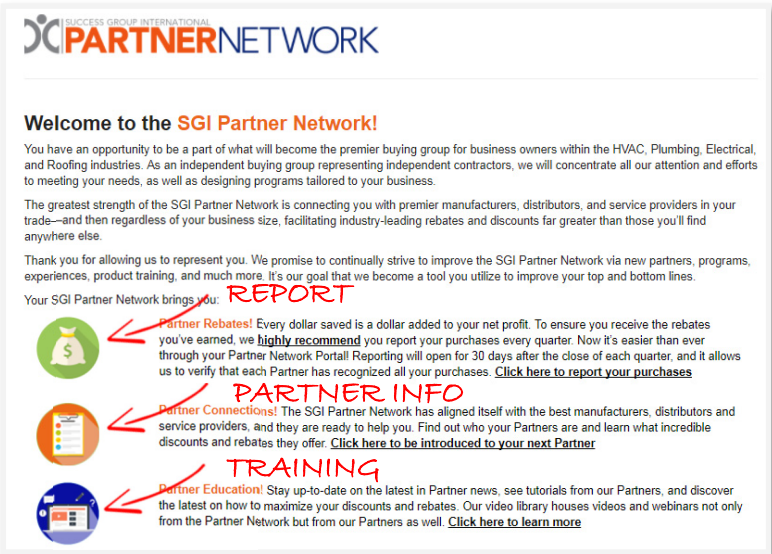 SUCCESS GROUP INTERNATIONAL
PARTNERNETWORK
Welcome to the SGI Partner Network!
You have an opportunity to be a part of what will become the premier buying group for business owners within the HVAC, Plumbing, Electrical,
and Roofing industries. As an independent buying group representing independent contractors, we will concentrate all our attention and efforts
to meeting your needs, as well as designing programs tailored to your business.
The greatest strength of the SGI Partner Network is connecting you with premier manufacturers, distributors, and service providers in your
trade—and then regardless of your business size, facilitating industry-leading rebates and discounts far greater than those you'll find
anywhere else.
Thank you for allowing us to represent you. We promise to continually strive to improve the SGI Partner Network via new partners, programs,
experiences, product training, and much more. It's our goal that we become a tool you utilize to improve your top and bottom lines.
Your SGI Partner Network brings you:
REPORT
Partner Rebates! Every dollar saved is a dollar added to your net profit. To ensure you receive the rebates
you've earned, we highly recommend you report your purchases every quarter. Now it's easier than ever
through your Partner Network Portal! Reporting will open for 30 days after the close of each quarter, and it allows
us to verify that each Partner has recognized all your purchases. Click here to report your purchases
PARTNER INFO
Partner Connections! The SGI Partner Network has aligned itself with the best manufacturers, distributors and
service providers, and they are ready to help you. Find out who your Partners are and learn what incredible
discounts and rebates they offer. Click here to be introduced to your next Partner
TRAINING
Partner Education! Stay up-to-date on the latest in Partner news, see tutorials from our Partners, and discover
the latest on how to maximize your discounts and rebates. Our video library houses videos and webinars not only
from the Partner Network but from our Partners as well. Click here to learn more